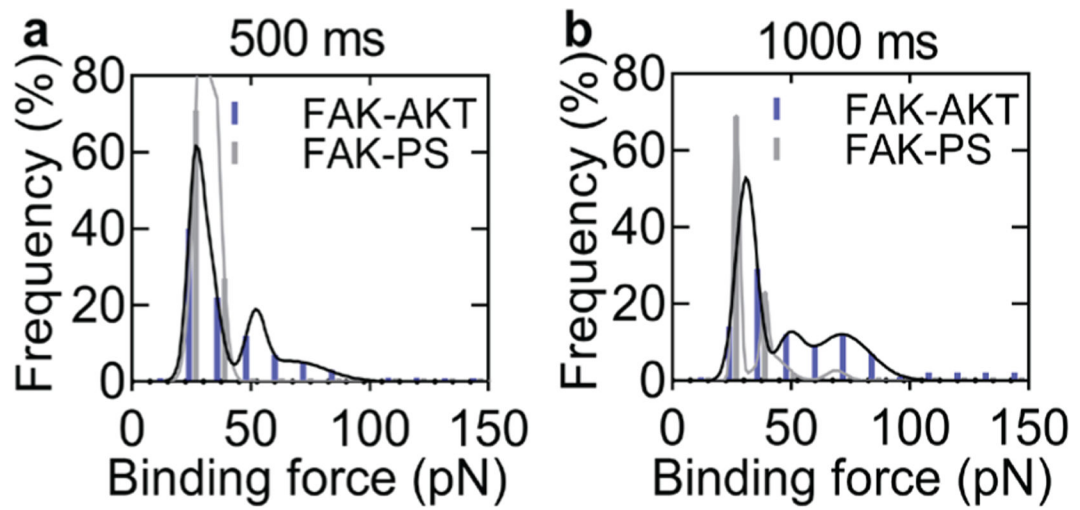 a
500 ms
Frequency (%)
80
60
40
20
0
FAK-AKT
FAK-PS
0 50 100 150
Binding force (pN)
b
1000 ms
Frequency (%)
80
60
40
20
0
FAK-AKT
FAK-PS
0 50 100 150
Binding force (pN)